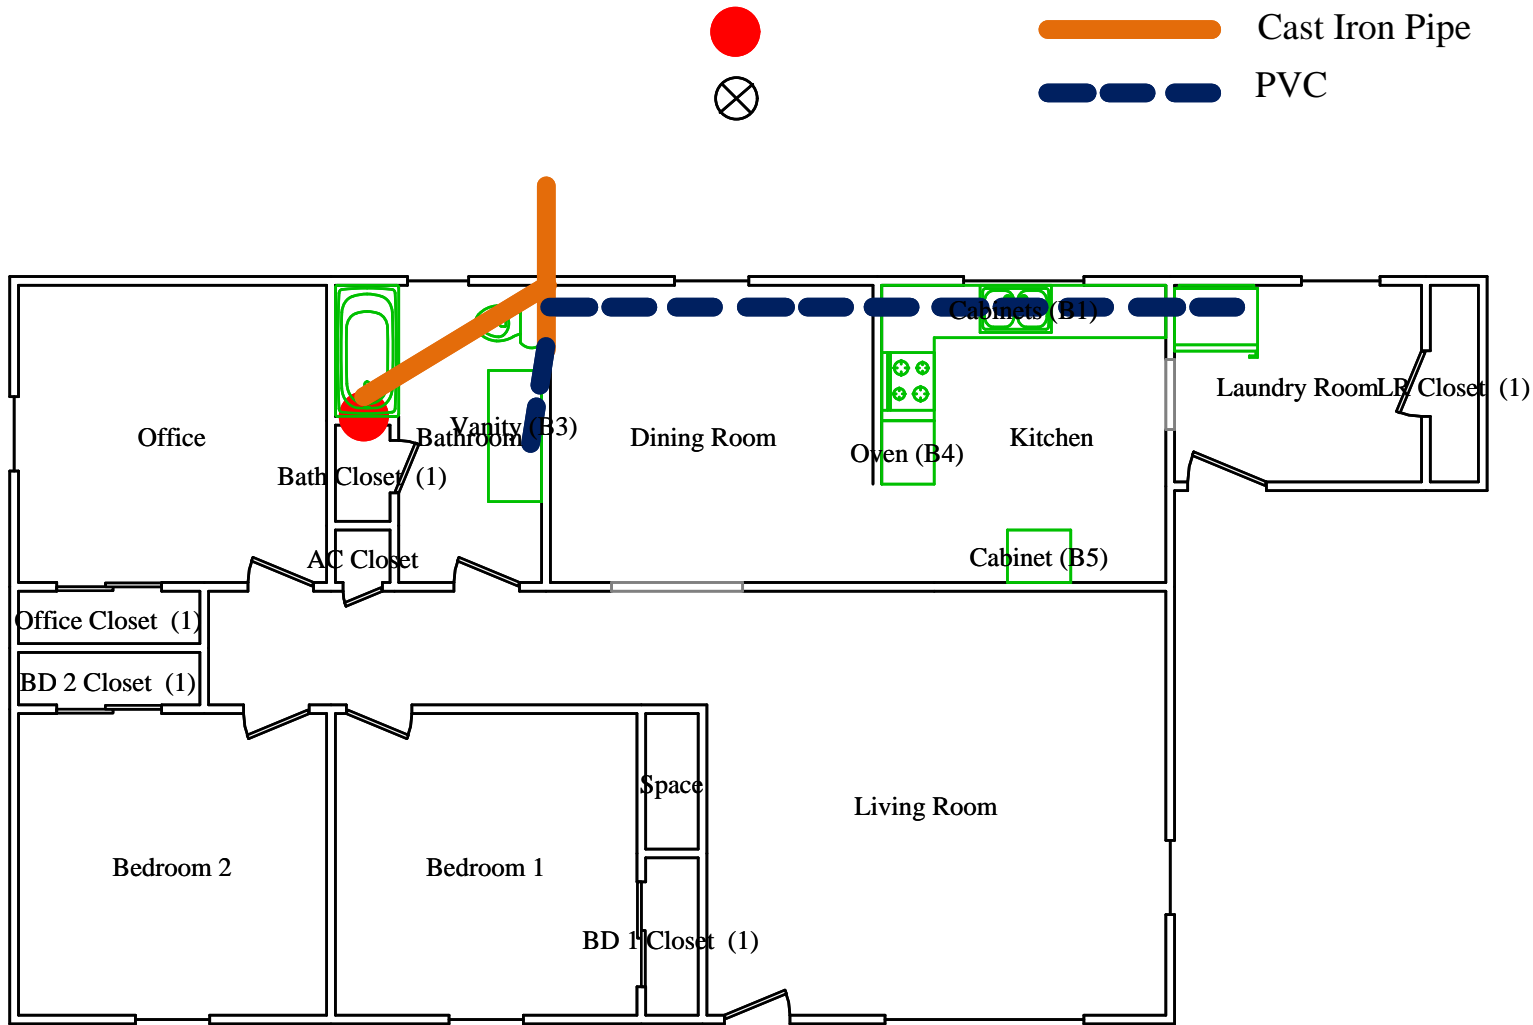 Cast Iron Pipe
PVC
Cabinets (B1)
Laundry Room
LR Closet (1)
Office
Vanity (B3)
Bathroom
Dining Room
Kitchen
Oven (B4)
Bath Closet (1)
AC Closet
Cabinet (B5)
Office Closet (1)
BD 2 Closet (1)
Space
Living Room
Bedroom 2
Bedroom 1
BD 1 Closet (1)